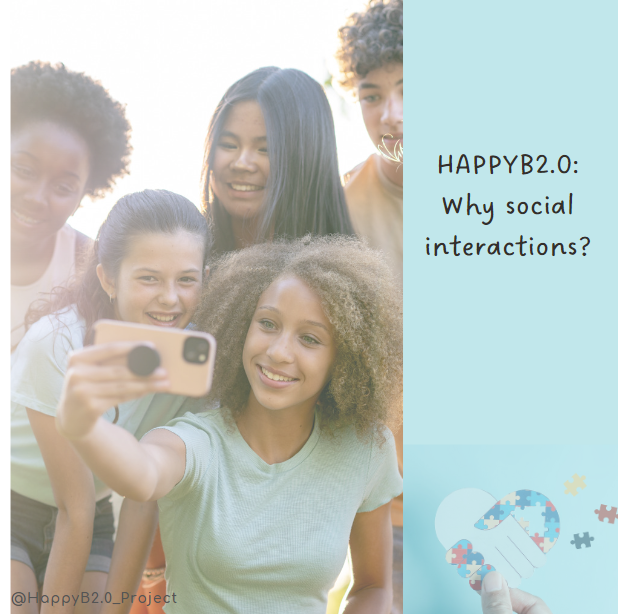 HAPPYB2.0:
Why social
interactions?
@HappyB2.0_Project